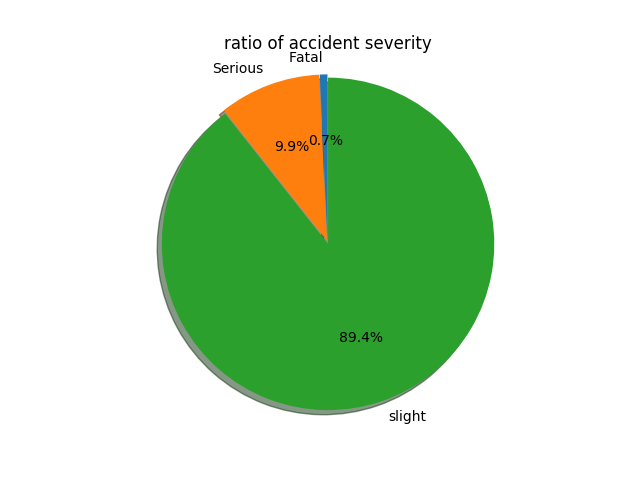 ratio of accident severity
Fatal
Serious
0.7%
9.9%
89.4%
slight